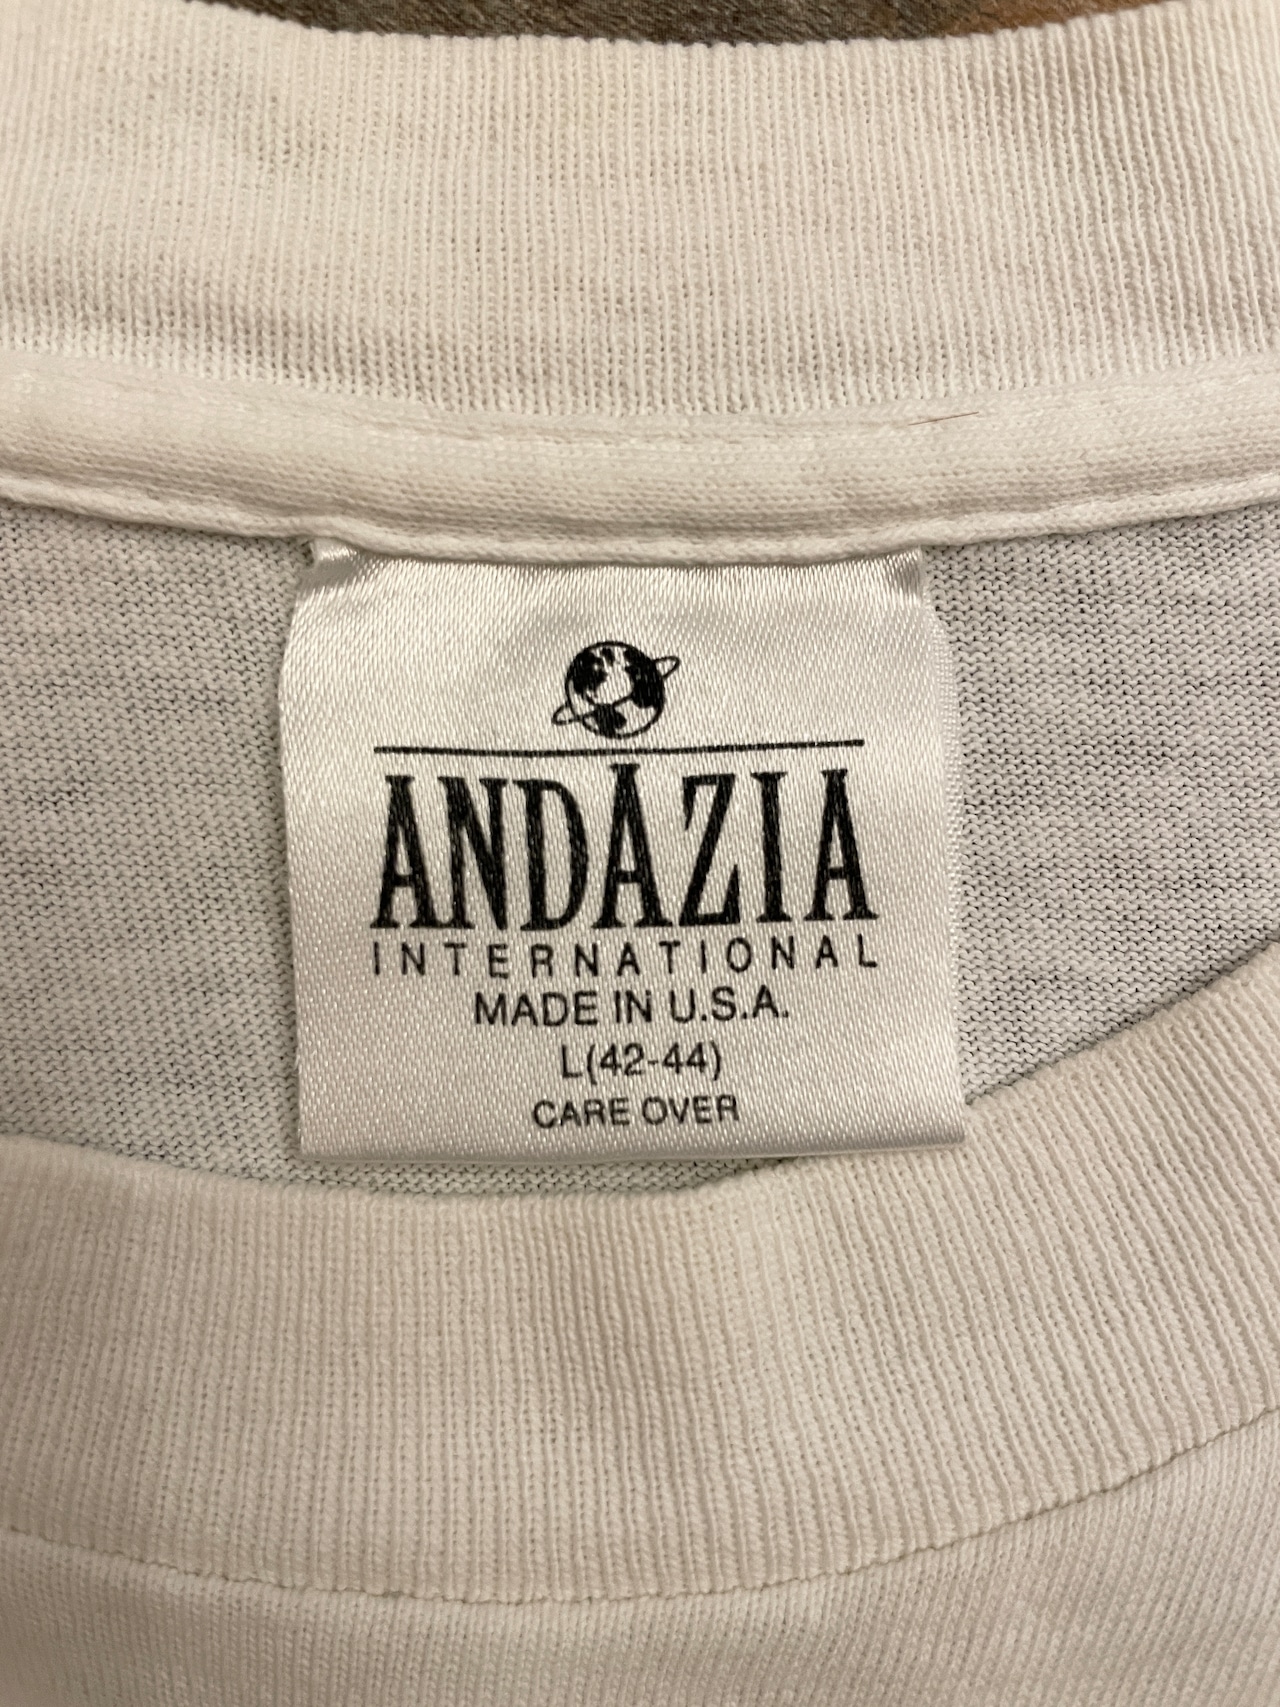 ANDAZIA
INTERNATIONAL
MADE IN U.S.A.
L(42-44)
CARE OVER